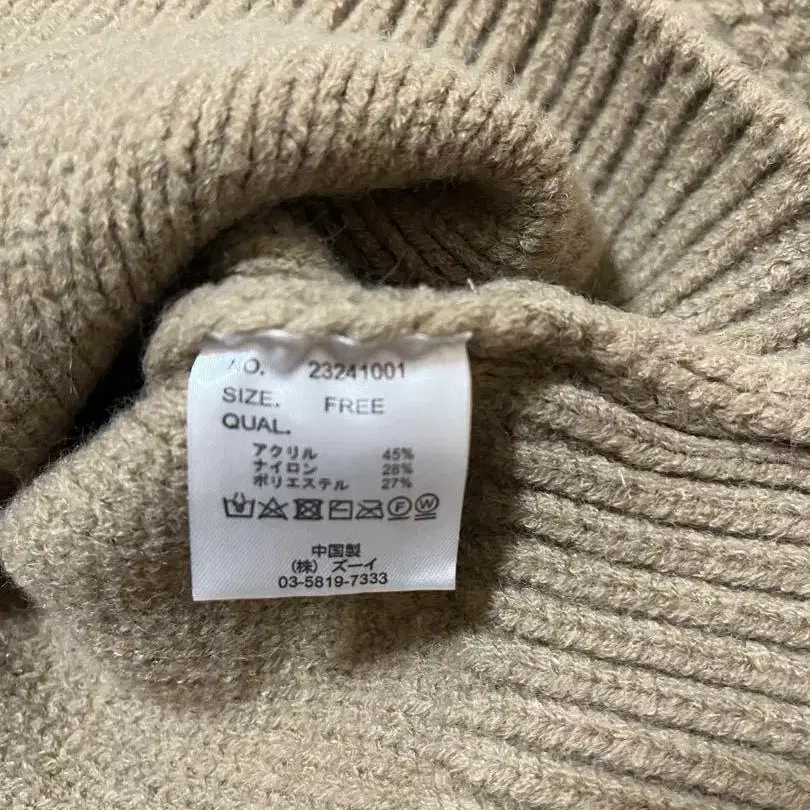 NO. 23241001
SIZE. FREE
QUAL.
アクリル 45%
ナイロン 28%
ポリエステル 27%
中国製
(株) ズーイ
03-5819-7333